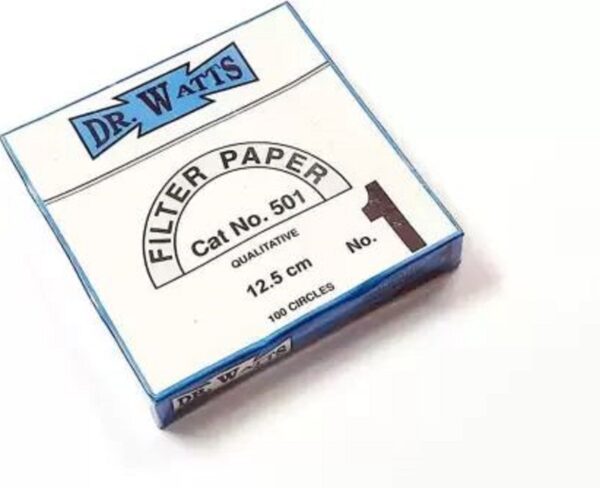 DR. WATTS
FILTER PAPER
Cat No. 501
QUALITATIVE
12.5 cm
No. 1
100 CIRCLES
DR. WATTS